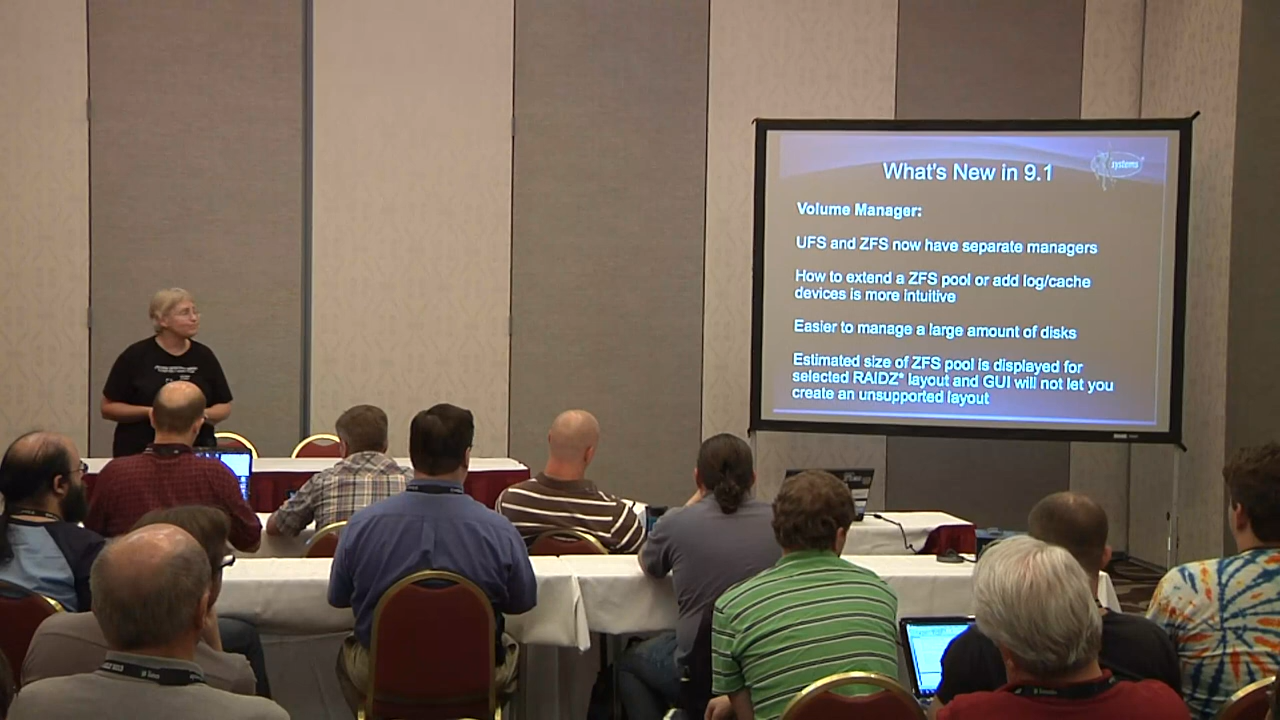 systems
What's New in 9.1
Volume Manager:
UFS and ZFS now have separate managers
How to extend a ZFS pool or add log/cache
devices is more intuitive
Easier to manage a large amount of disks
Estimated size of ZFS pool is displayed for
selected RAIDZ* layout and GUI will not let you
create an unsupported layout